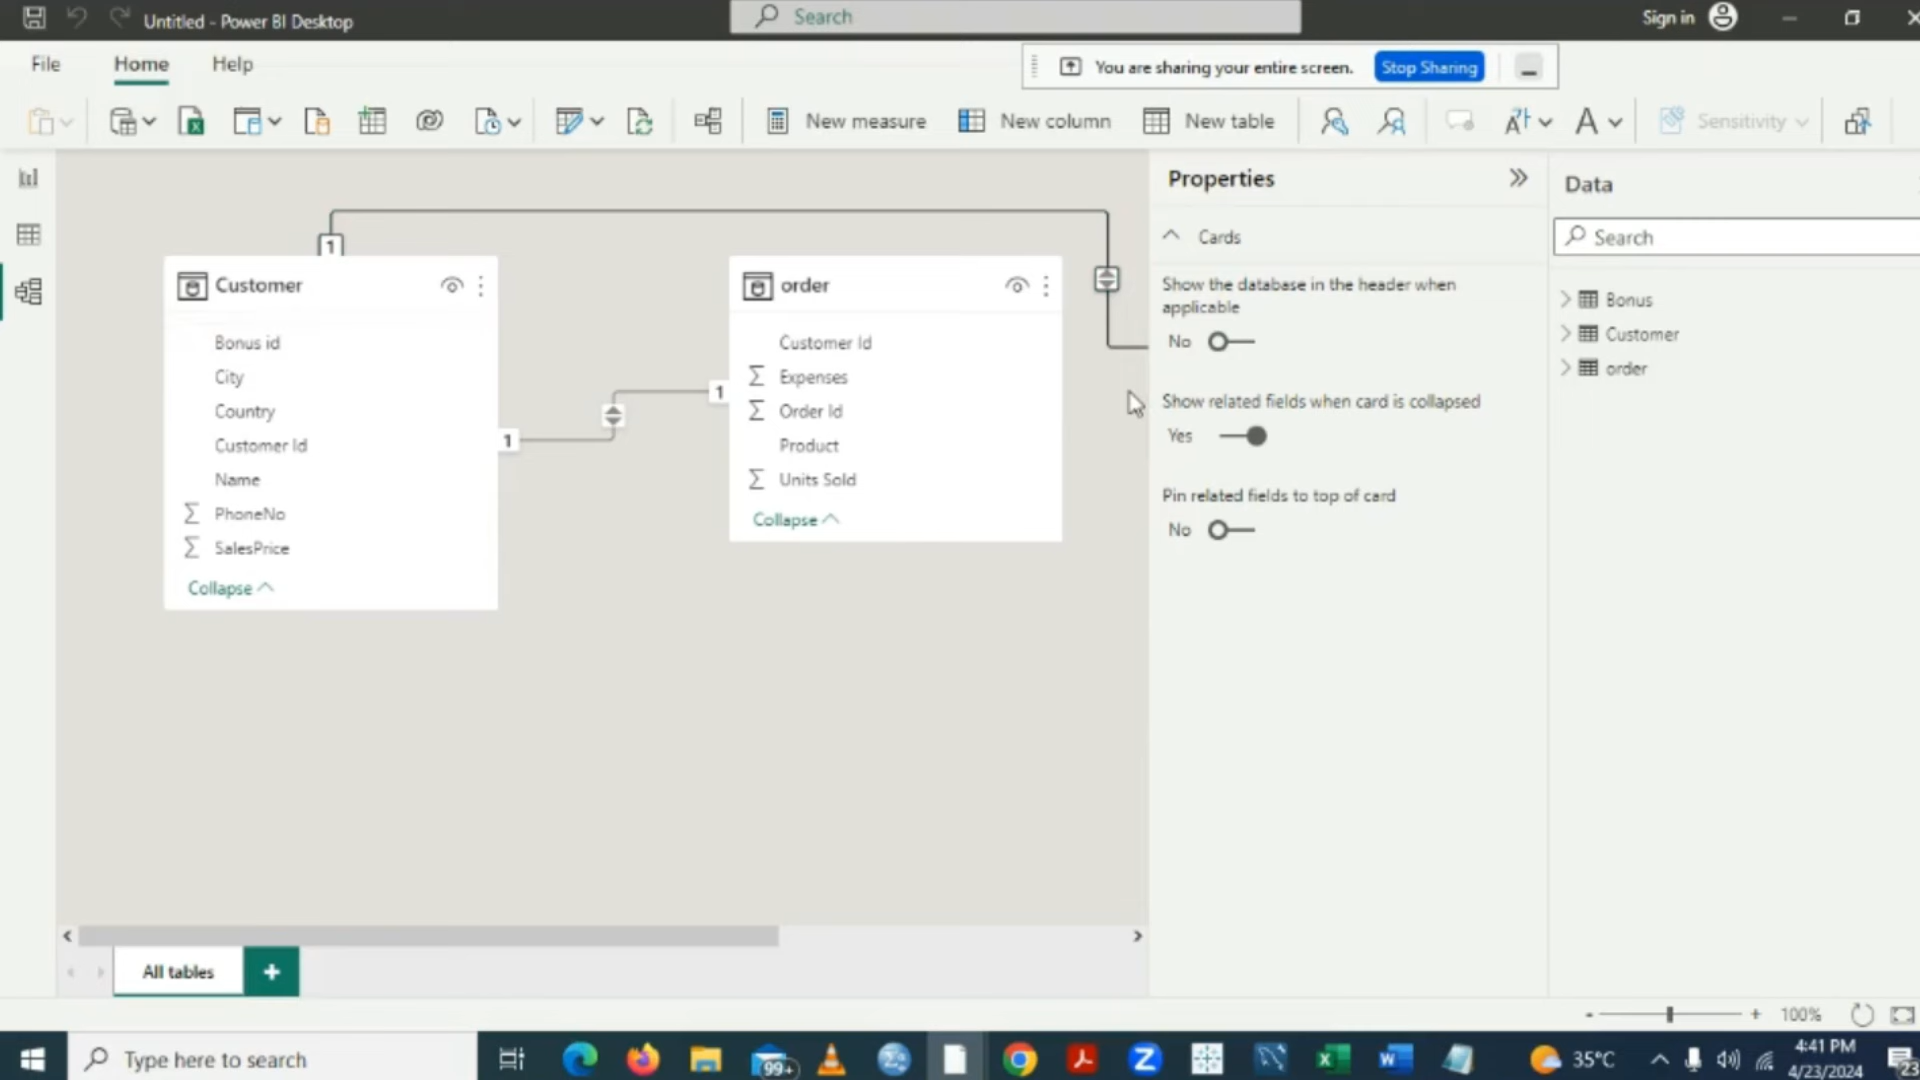 Untitled - Power BI Desktop
Search
Sign in
File Home Help
You are sharing your entire screen. Stop Sharing
New measure New column New table Sensitivity
Properties
Data
Cards
Search
1
Customer
order
Show the database in the header when
applicable
No
Bonus
Customer
order
Bonus id
City
Country
Customer Id
Name
PhoneNo
SalesPrice
Collapse
1
1
Customer Id
Expenses
Order Id
Product
Units Sold
Collapse
Show related fields when card is collapsed
Yes
Pin related fields to top of card
No
All tables
100%
Type here to search
99+
35°C
4:41 PM
4/23/2024
23